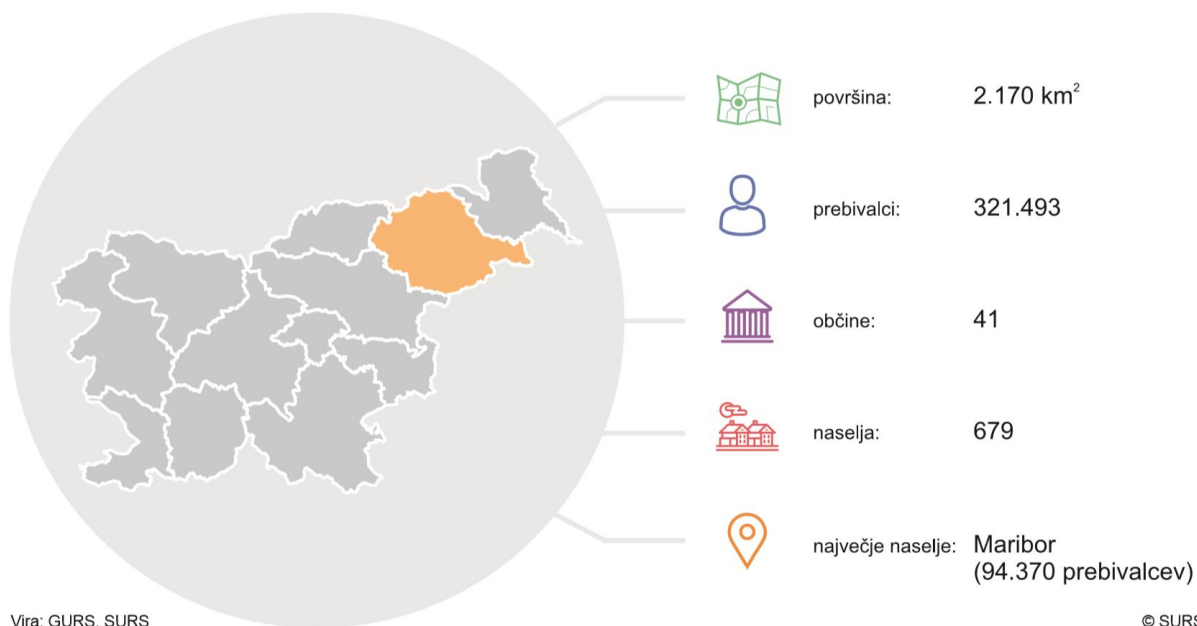 površina: 2.170 km²
prebivalci: 321.493
občine: 41
naselja: 679
največje naselje: Maribor
(94.370 prebivalcev)
Vira: GURS, SURS
© SURS